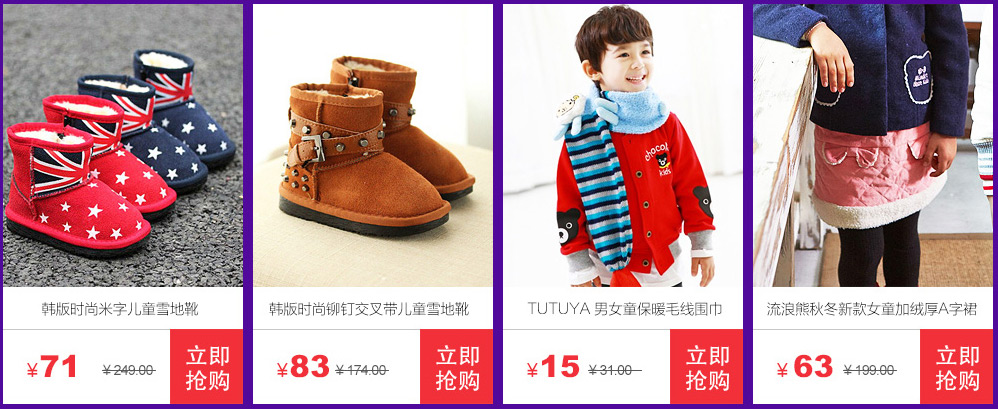 韩版时尚米字儿童雪地靴
¥71 ¥249.00
立即
抢购
韩版时尚铆钉交叉带儿童雪地靴
¥83 ¥174.00
立即
抢购
chocola
kids
TUTUYA 男女童保暖毛线围巾
¥15 ¥31.00
立即
抢购
流浪熊秋冬新款女童加绒厚A字裙
¥63 ¥199.00
立即
抢购